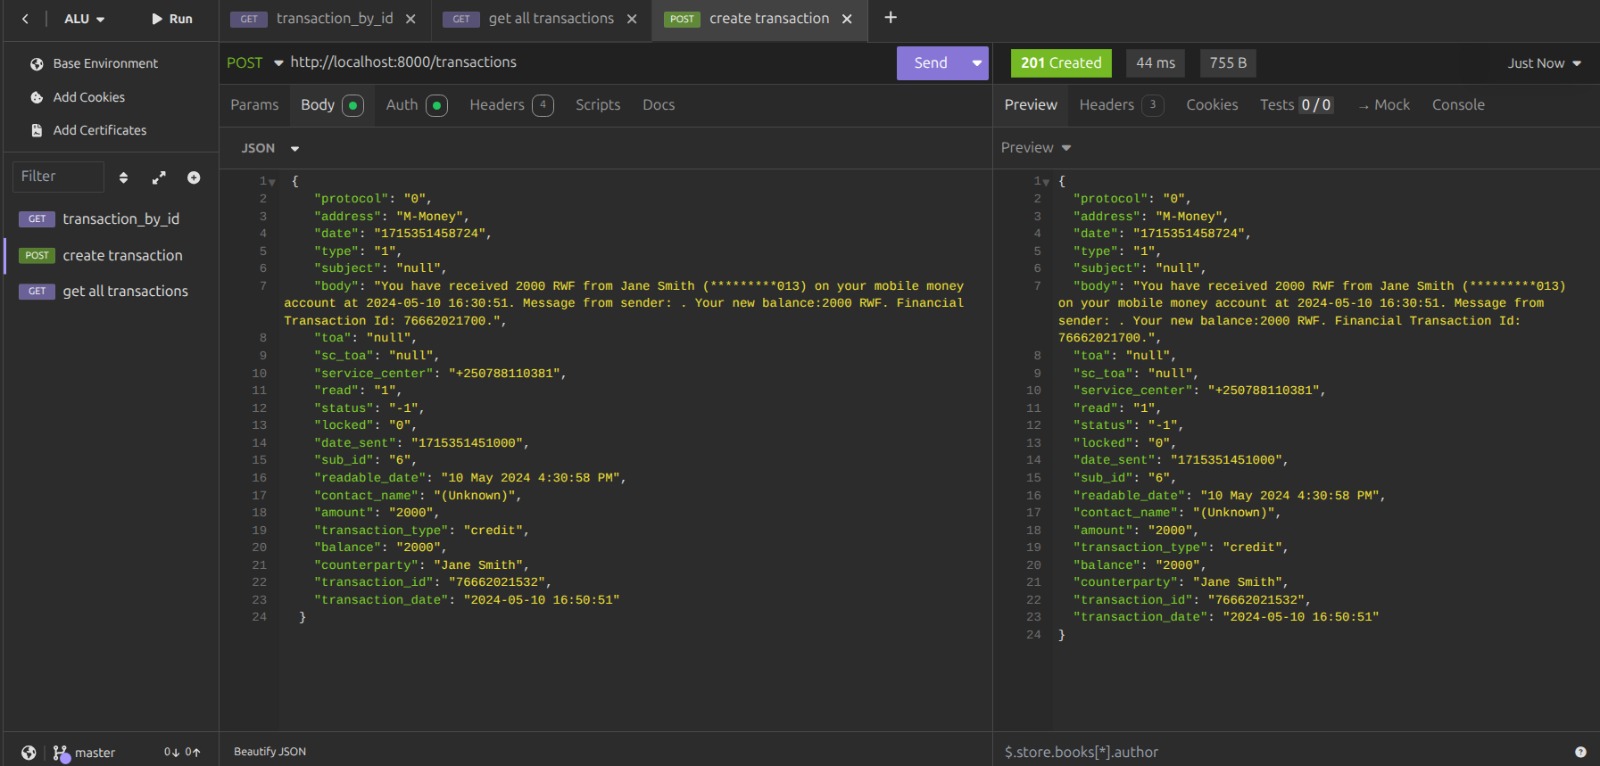 ALU Run GET transaction_by_id GET get all transactions POST create transaction
Base Environment
Add Cookies
Add Certificates
Filter
GET transaction_by_id
POST create transaction
GET get all transactions
master 0 0
POST http://localhost:8000/transactions Send
Params Body Auth Headers 4 Scripts Docs
JSON
1 {
2 "protocol": "0",
3 "address": "M-Money",
4 "date": "1715351458724",
5 "type": "1",
6 "subject": "null",
7 "body": "You have received 2000 RWF from Jane Smith (*********013) on your mobile money
account at 2024-05-10 16:30:51. Message from sender: . Your new balance:2000 RWF. Financial
Transaction Id: 76662021700.",
8 "toa": "null",
9 "sc_toa": "null",
10 "service_center": "+250788110381",
11 "read": "1",
12 "status": "-1",
13 "locked": "0",
14 "date_sent": "1715351451000",
15 "sub_id": "6",
16 "readable_date": "10 May 2024 4:30:58 PM",
17 "contact_name": "(Unknown)",
18 "amount": "2000",
19 "transaction_type": "credit",
20 "balance": "2000",
21 "counterparty": "Jane Smith",
22 "transaction_id": "76662021532",
23 "transaction_date": "2024-05-10 16:50:51"
24 }
Beautify JSON
201 Created 44 ms 755 B Just Now
Preview Headers 3 Cookies Tests 0 / 0 → Mock Console
Preview
1 {
2 "protocol": "0",
3 "address": "M-Money",
4 "date": "1715351458724",
5 "type": "1",
6 "subject": "null",
7 "body": "You have received 2000 RWF from Jane Smith (*********013)
on your mobile money account at 2024-05-10 16:30:51. Message from
sender: . Your new balance:2000 RWF. Financial Transaction Id:
76662021700.",
8 "toa": "null",
9 "sc_toa": "null",
10 "service_center": "+250788110381",
11 "read": "1",
12 "status": "-1",
13 "locked": "0",
14 "date_sent": "1715351451000",
15 "sub_id": "6",
16 "readable_date": "10 May 2024 4:30:58 PM",
17 "contact_name": "(Unknown)",
18 "amount": "2000",
19 "transaction_type": "credit",
20 "balance": "2000",
21 "counterparty": "Jane Smith",
22 "transaction_id": "76662021532",
23 "transaction_date": "2024-05-10 16:50:51"
24 }
$.store.books[*].author